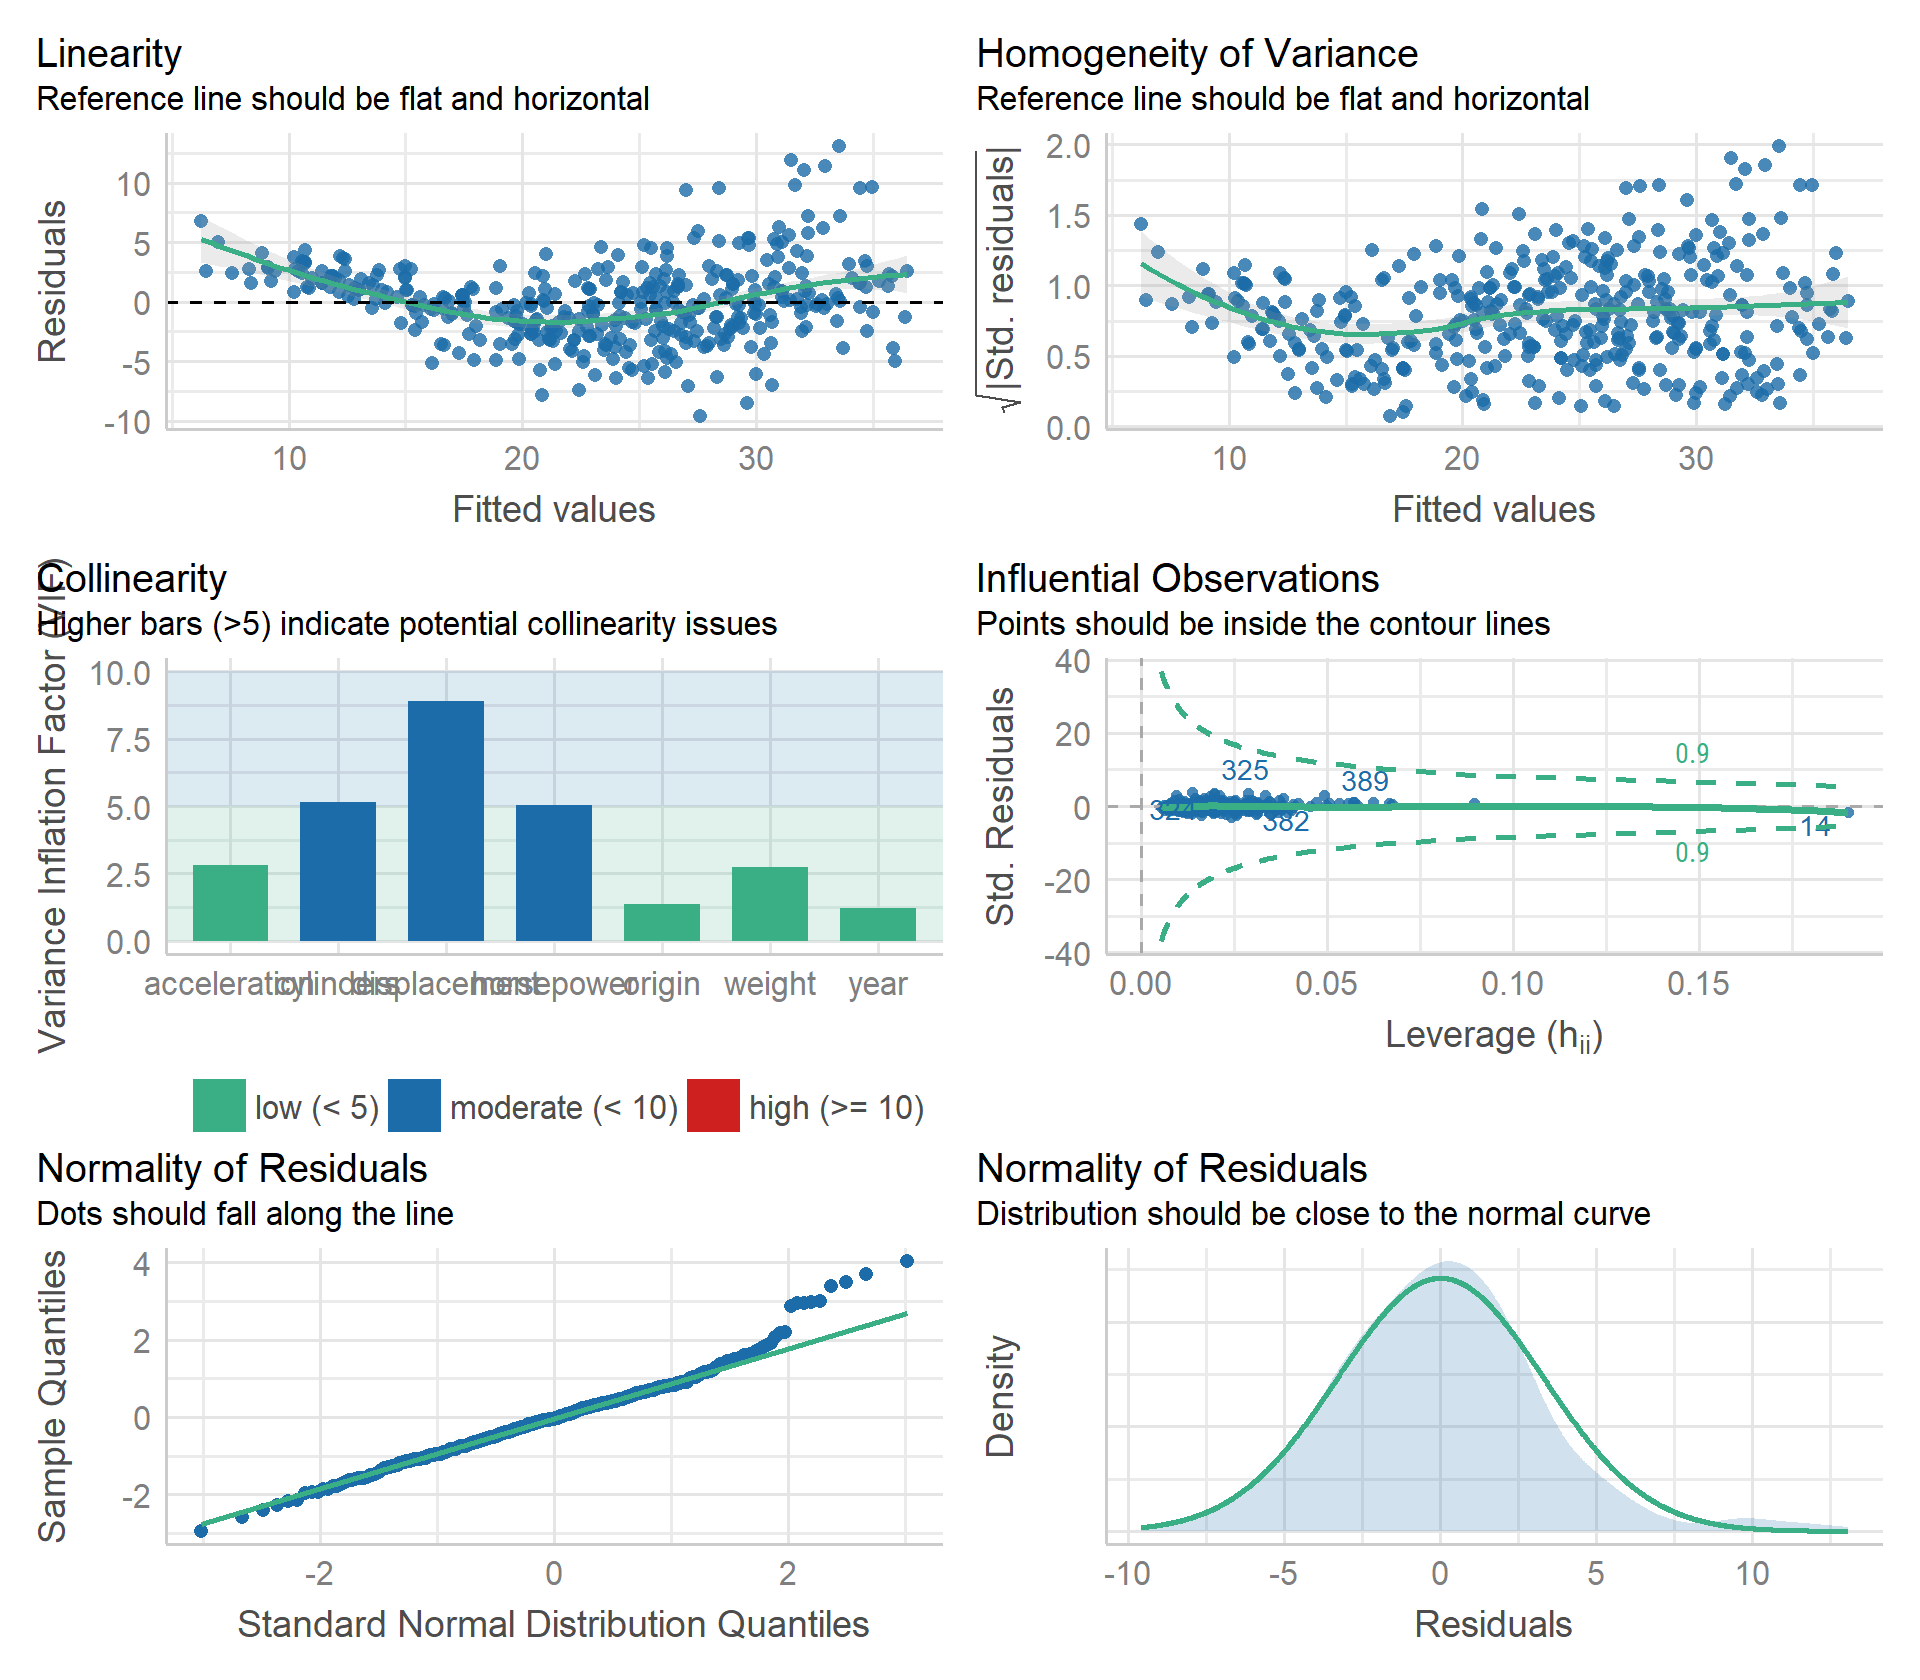 Linearity
Reference line should be flat and horizontal
Residuals
10
5
0
-5
-10
10 20 30
Fitted values
Homogeneity of Variance
Reference line should be flat and horizontal
√|Std. residuals|
2.0
1.5
1.0
0.5
0.0
10 20 30
Fitted values
Collinearity
Higher bars (>5) indicate potential collinearity issues
Variance Inflation Factor (VIF)
10.0
7.5
5.0
2.5
0.0
acceleration cylinders displacement horsepower origin weight year
low (< 5) moderate (< 10) high (>= 10)
Influential Observations
Points should be inside the contour lines
Std. Residuals
40
20
0
-20
-40
0.9
325
389
324
382
14
0.9
0.00 0.05 0.10 0.15
Leverage (hii)
Normality of Residuals
Dots should fall along the line
Sample Quantiles
4
2
0
-2
-2 0 2
Standard Normal Distribution Quantiles
Normality of Residuals
Distribution should be close to the normal curve
Density
-10 -5 0 5 10
Residuals